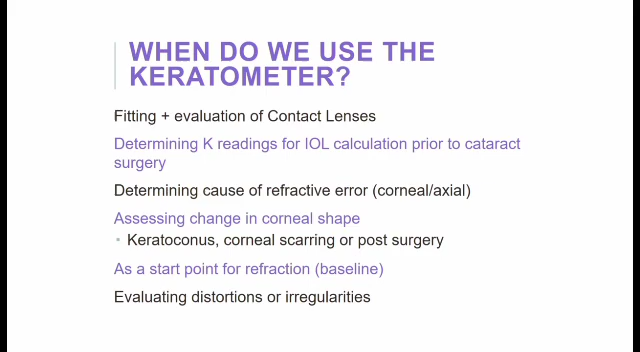 WHEN DO WE USE THE
KERATOMETER?
Fitting + evaluation of Contact Lenses
Determining K readings for IOL calculation prior to cataract
surgery
Determining cause of refractive error (corneal/axial)
Assessing change in corneal shape
▪ Keratoconus, corneal scarring or post surgery
As a start point for refraction (baseline)
Evaluating distortions or irregularities